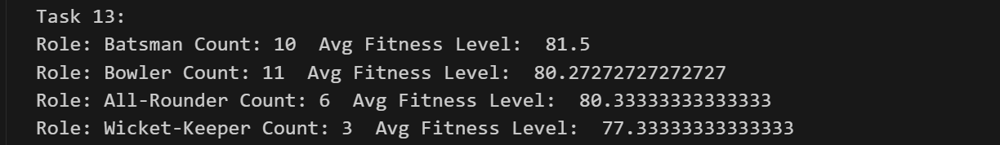 Task 13:
Role: Batsman Count: 10  Avg Fitness Level:  81.5
Role: Bowler Count: 11  Avg Fitness Level:  80.27272727272727
Role: All-Rounder Count: 6  Avg Fitness Level:  80.33333333333333
Role: Wicket-Keeper Count: 3  Avg Fitness Level:  77.33333333333333